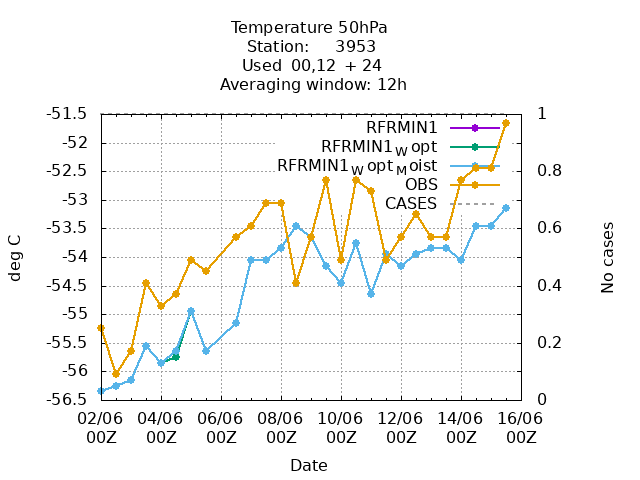 Temperature 50hPa
Station: 3953
Used 00,12 + 24
Averaging window: 12h
-51.5 1
RFRMIN1
-52
RFRMIN1W opt
-52.5 0.8
RFRMIN1W optM oist
OBS
-53
CASES
-53.5 0.6
-54
deg C
No cases
-54.5 0.4
-55
-55.5 0.2
-56
-56.5 0
02/06 04/06 06/06 08/06 10/06 12/06 14/06 16/06
00Z 00Z 00Z 00Z 00Z 00Z 00Z 00Z
Date